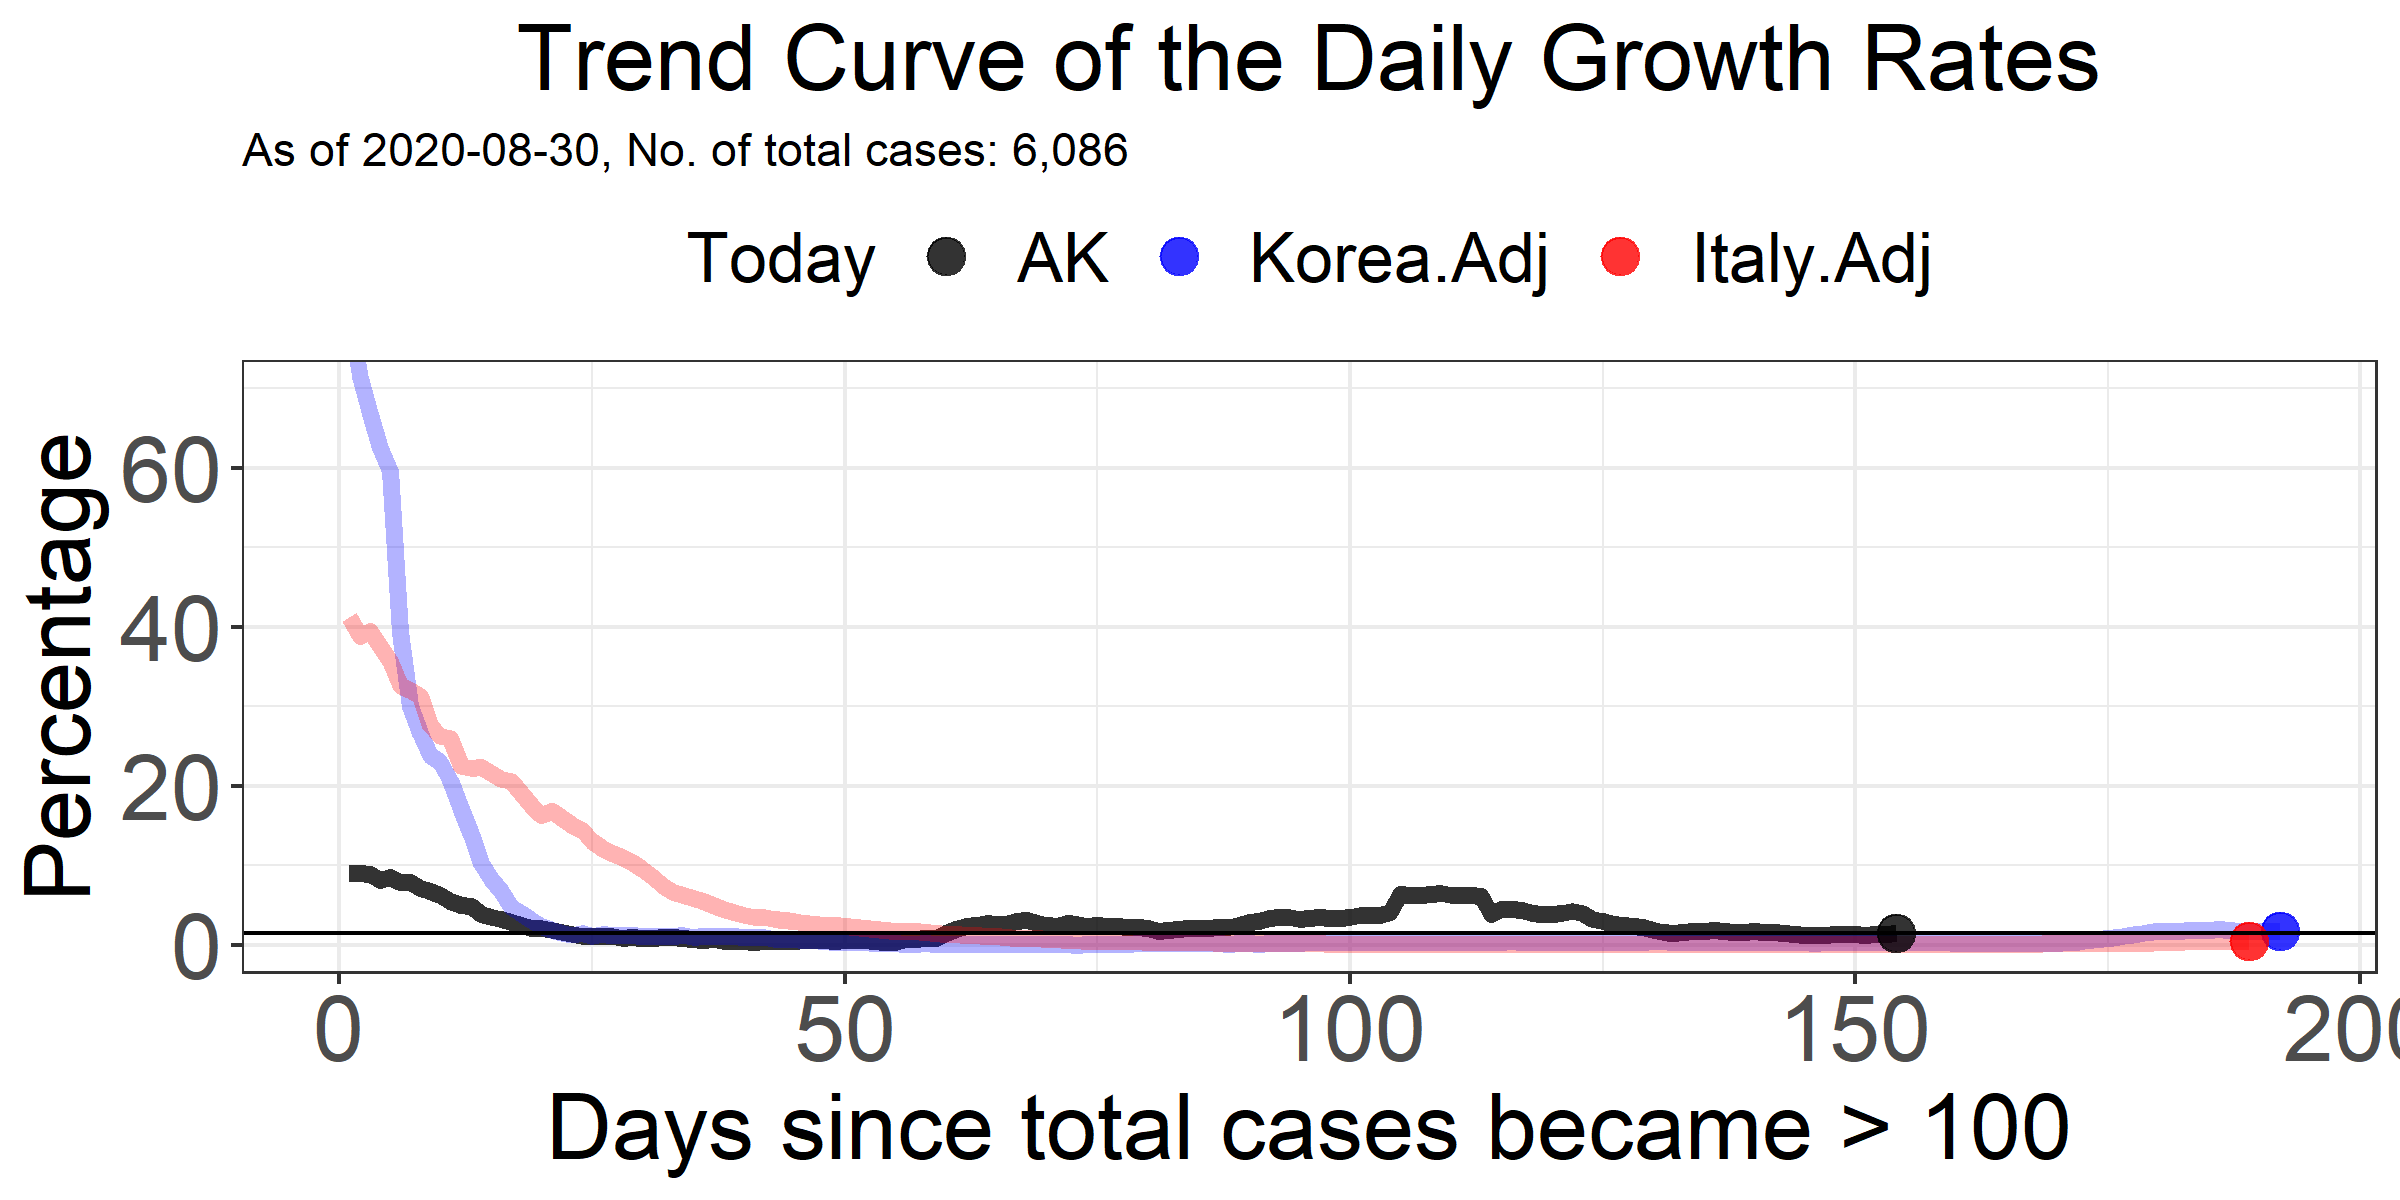 Trend Curve of the Daily Growth Rates
As of 2020-08-30, No. of total cases: 6,086
Today AK Korea.Adj Italy.Adj
Percentage
60
40
20
0
0 50 100 150 200
Days since total cases became > 100